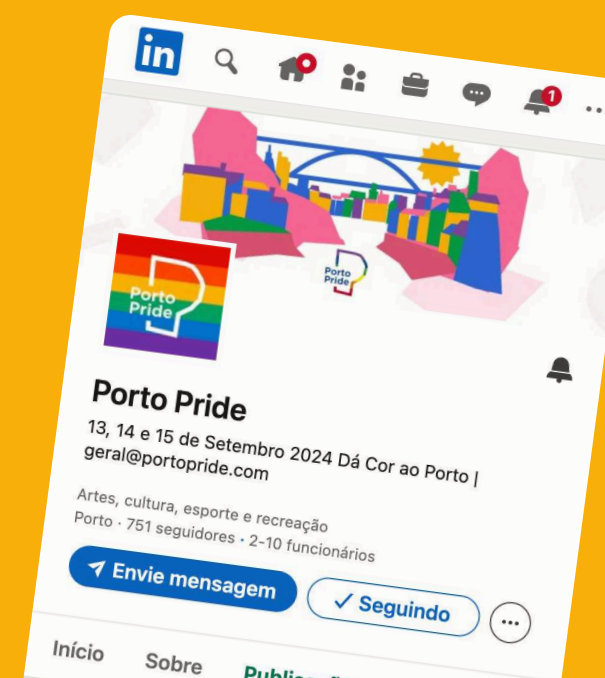 in
1
Porto
Pride
Porto
Pride
Porto Pride
13, 14 e 15 de Setembro 2024 Dá Cor ao Porto |
geral@portopride.com
Artes, cultura, esporte e recreação
Porto · 751 seguidores · 2-10 funcionários
Envie mensagem
Seguindo
Início
Sobre